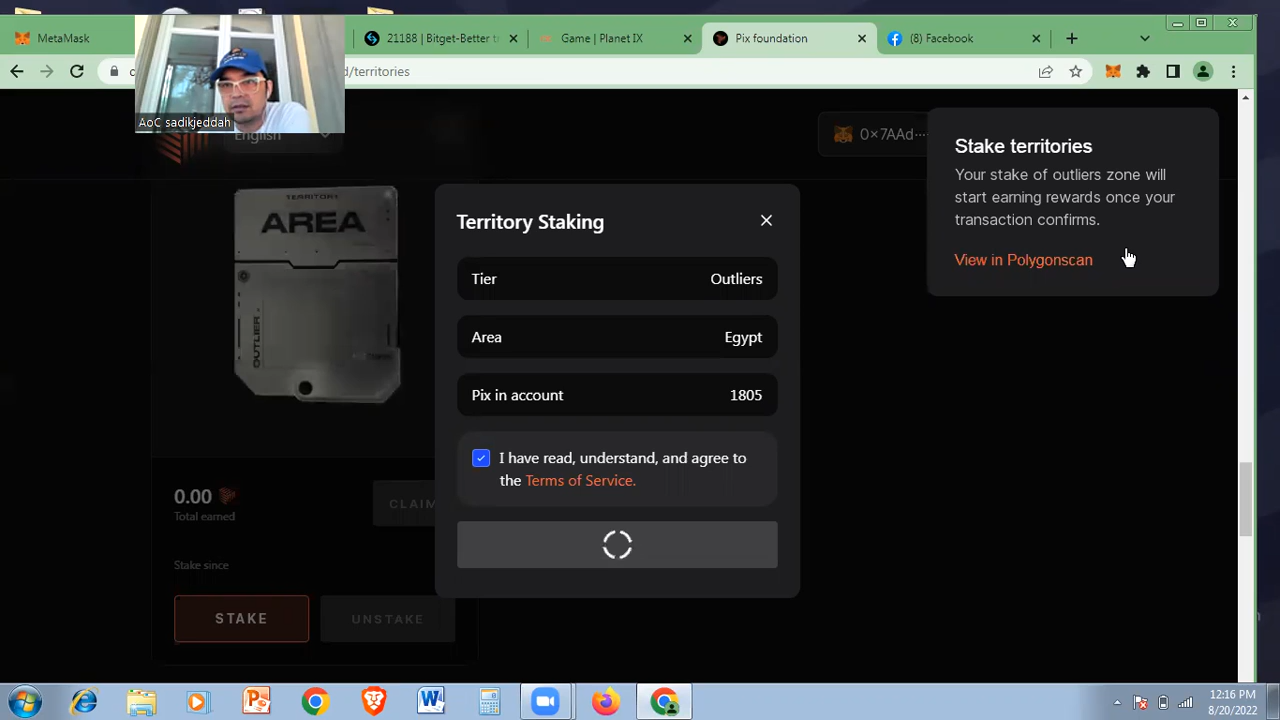 MetaMask
21188 | Bitget-Better t
Game | Planet IX
Pix foundation
(8) Facebook
d/territories
AoC sadikjeddah
English
0×7AAd
Stake territories
Your stake of outliers zone will
start earning rewards once your
transaction confirms.
View in Polygonscan
TERRITORY
AREA
OUTLIER
Territory Staking
Tier
Outliers
Area
Egypt
Pix in account
1805
I have read, understand, and agree to
the Terms of Service.
0.00
Total earned
CLAIM
Stake since
STAKE
UNSTAKE
12:16 PM
8/20/2022